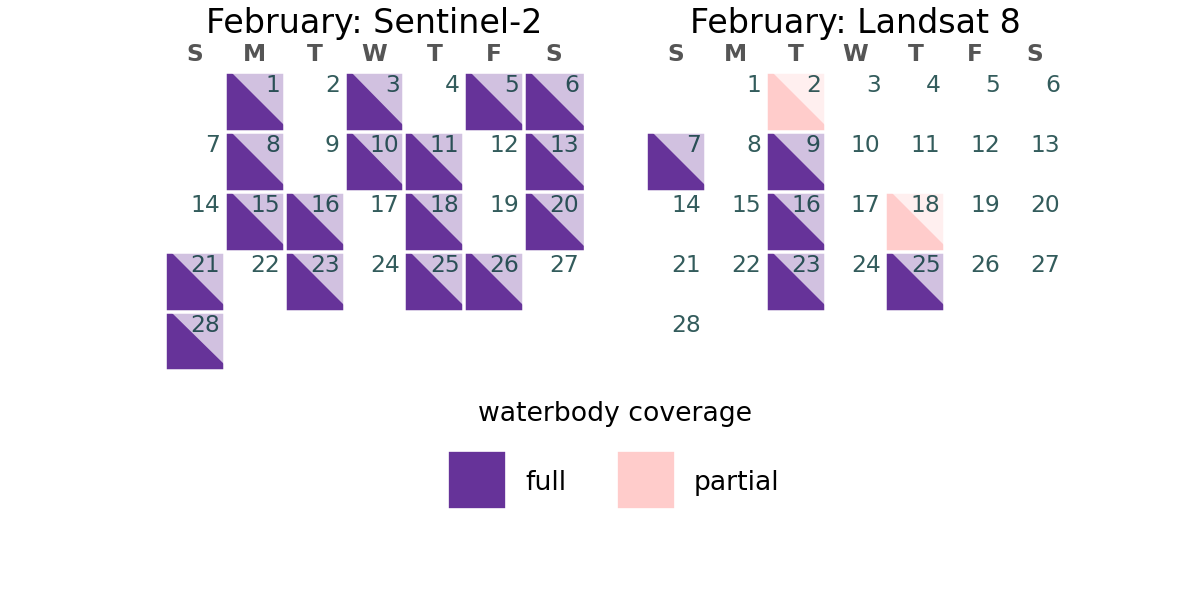 February: Sentinel-2
S M T W T F S
1 2 3 4 5 6
7 8 9 10 11 12 13
14 15 16 17 18 19 20
21 22 23 24 25 26 27
28
February: Landsat 8
S M T W T F S
1 2 3 4 5 6
7 8 9 10 11 12 13
14 15 16 17 18 19 20
21 22 23 24 25 26 27
28
waterbody coverage
full partial